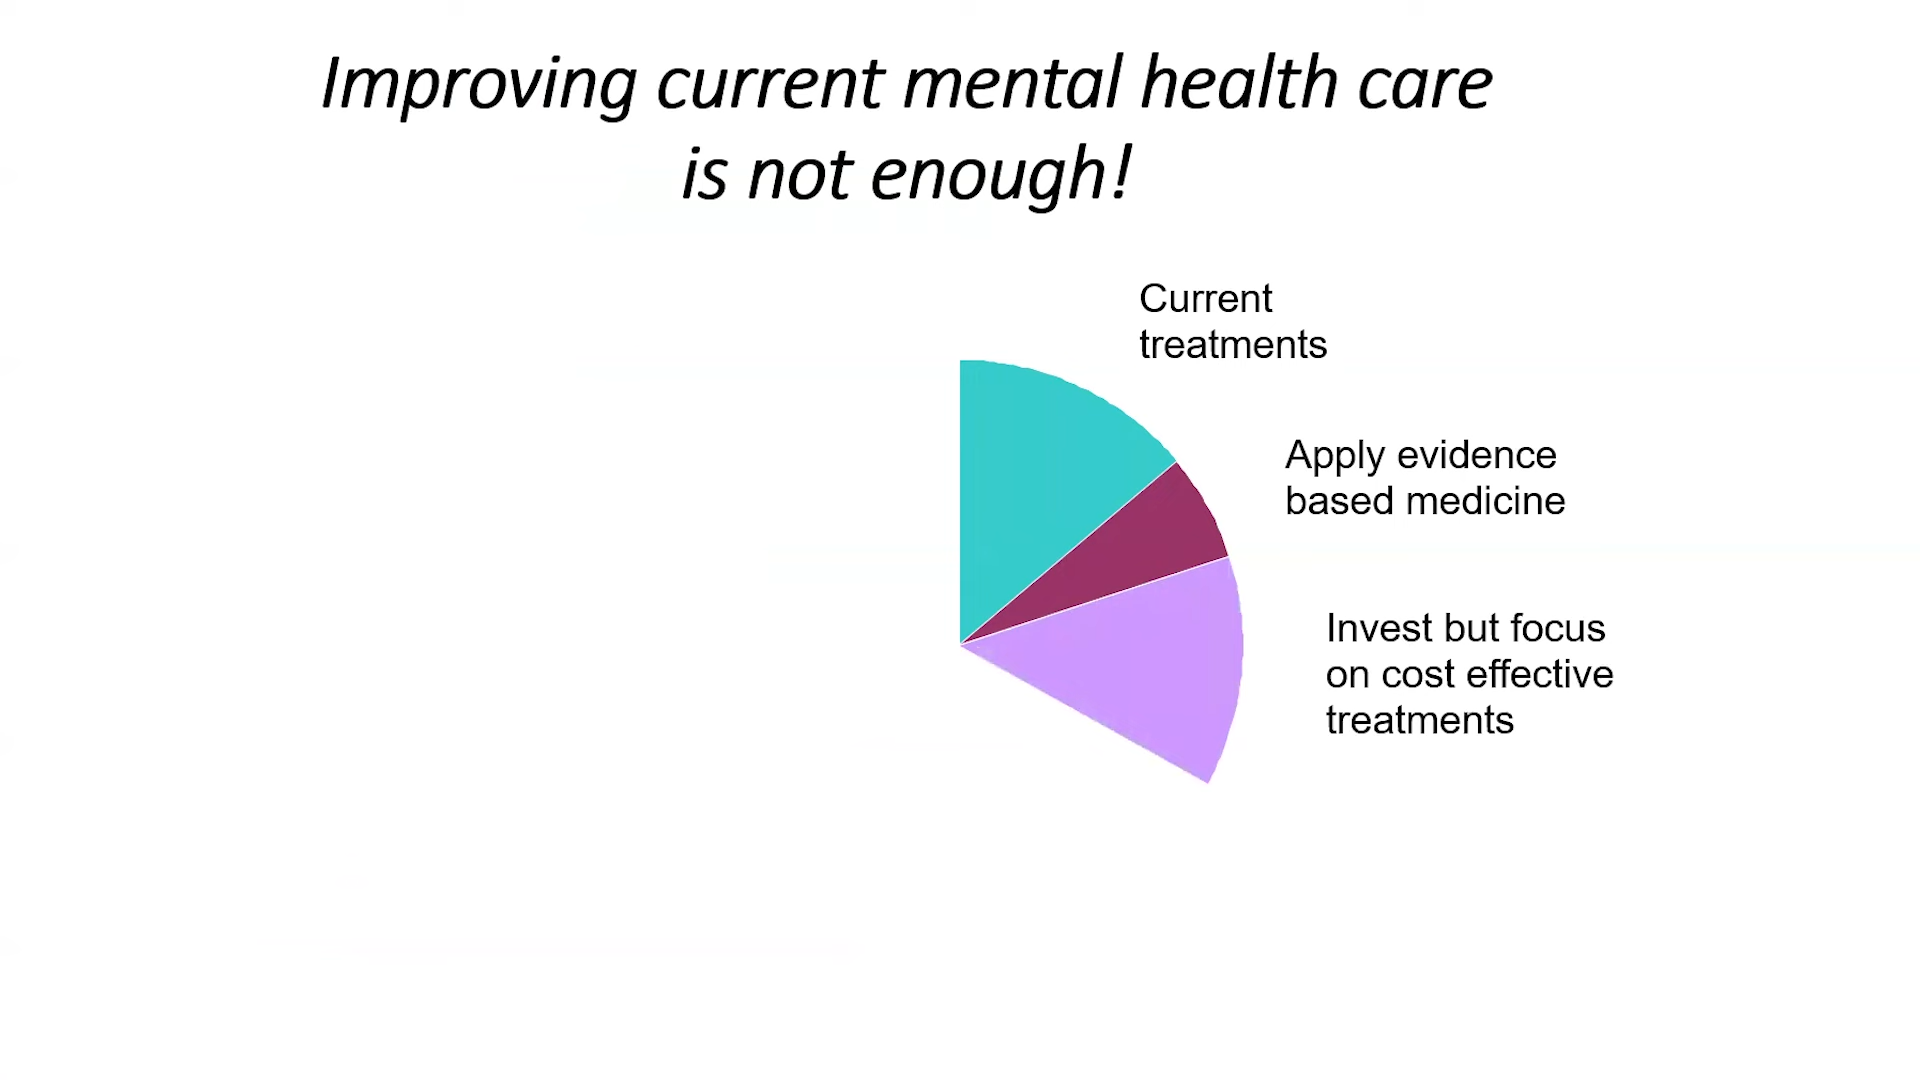 Improving current mental health care
is not enough!
Current
treatments
Apply evidence
based medicine
Invest but focus
on cost effective
treatments